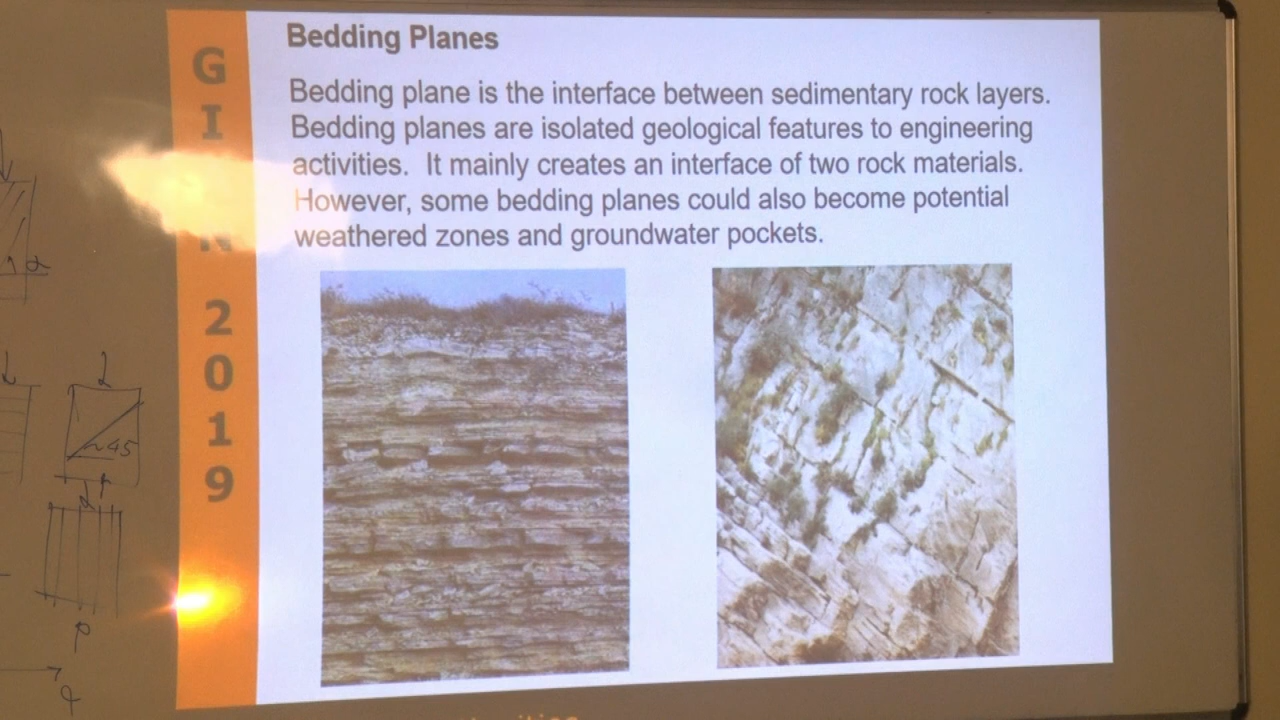 Bedding Planes
Bedding plane is the interface between sedimentary rock layers.
Bedding planes are isolated geological features to engineering
activities. It mainly creates an interface of two rock materials.
However, some bedding planes could also become potential
weathered zones and groundwater pockets.
G
I
N
2
0
1
9
α
~45
p